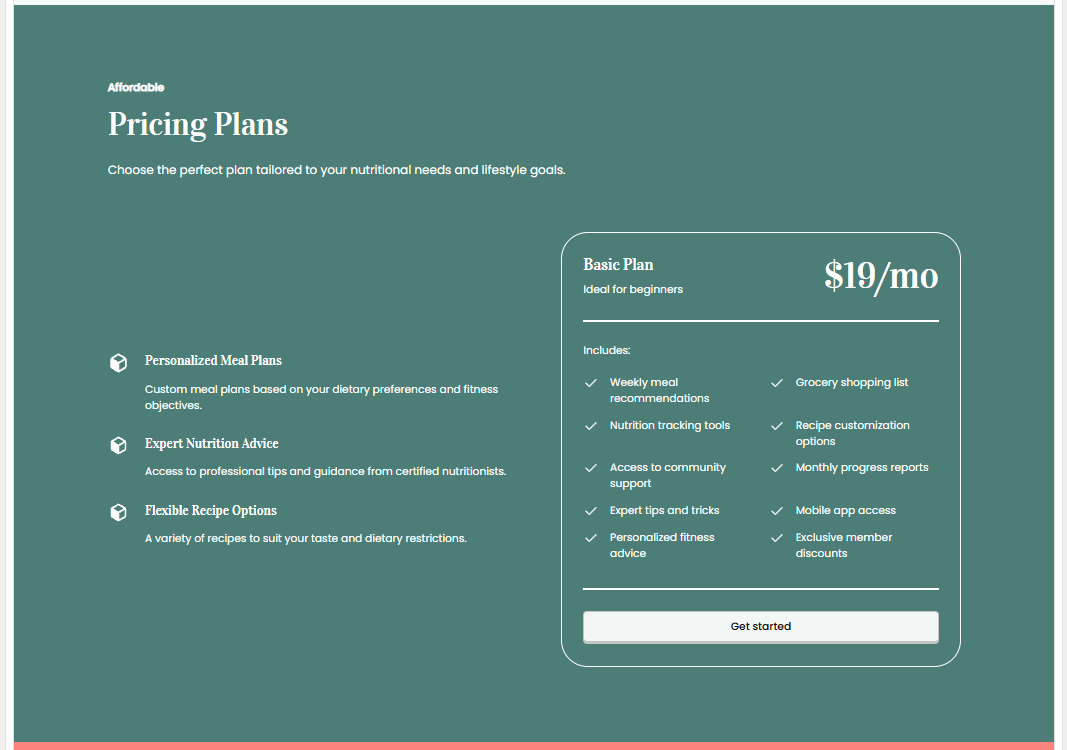 Affordable
Pricing Plans
Choose the perfect plan tailored to your nutritional needs and lifestyle goals.
Personalized Meal Plans
Custom meal plans based on your dietary preferences and fitness
objectives.
Expert Nutrition Advice
Access to professional tips and guidance from certified nutritionists.
Flexible Recipe Options
A variety of recipes to suit your taste and dietary restrictions.
Basic Plan
Ideal for beginners
$19/mo
Includes:
Weekly meal
recommendations
Grocery shopping list
Nutrition tracking tools
Recipe customization
options
Access to community
support
Monthly progress reports
Expert tips and tricks
Mobile app access
Personalized fitness
advice
Exclusive member
discounts
Get started